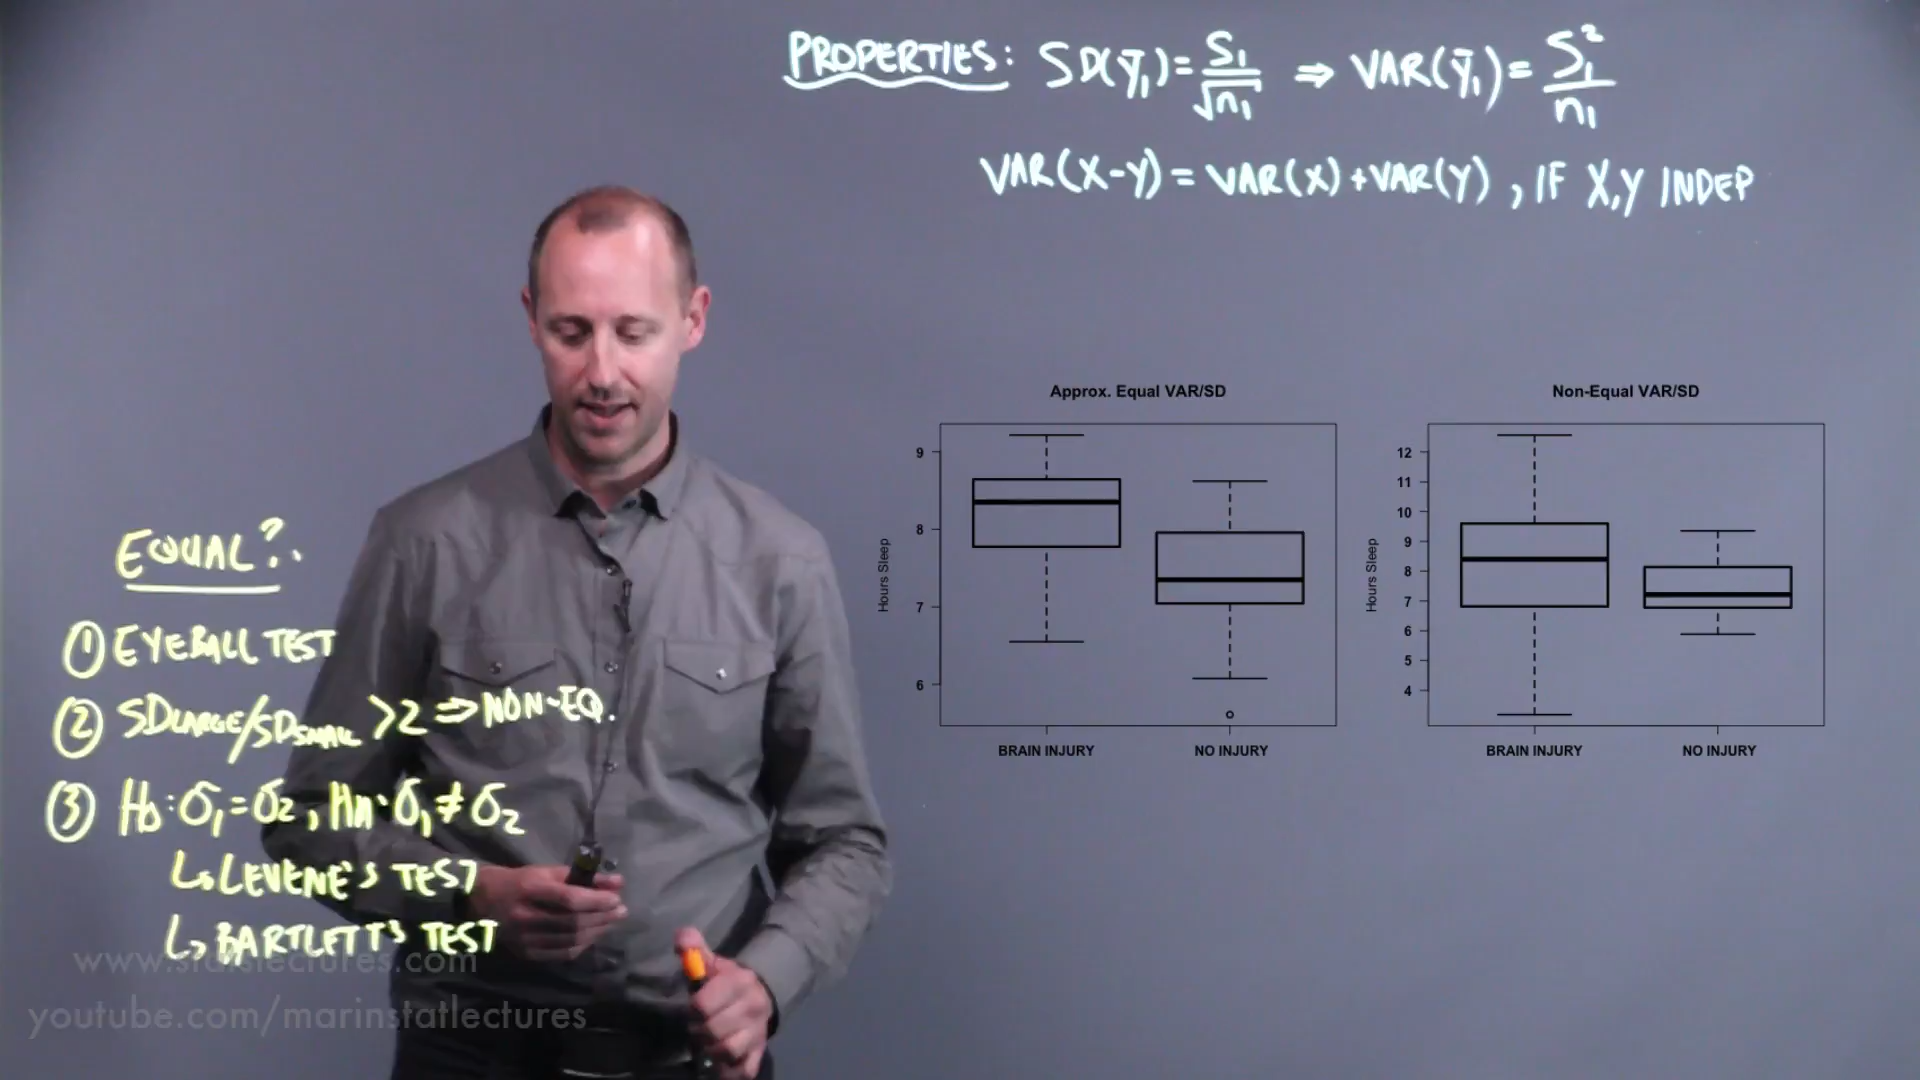 PROPERTIES: SD(ȳ₁) = S₁/√n₁ ⇒ VAR(ȳ₁) = S₁²/n₁
VAR(X-Y) = VAR(X) + VAR(Y), IF X,Y INDEP
EQUAL?
① EYEBALL TEST
② SDLARGE/SDSMALL >2 ⇒ NON-EQ.
③ H₀: σ₁=σ₂, HA: σ₁≠σ₂
↳ LEVENE'S TEST
↳ BARTLETT'S TEST
Approx. Equal VAR/SD
Hours Sleep
9
8
7
6
BRAIN INJURY NO INJURY
Non-Equal VAR/SD
Hours Sleep
12
11
10
9
8
7
6
5
4
BRAIN INJURY NO INJURY
www.statslectures.com
youtube.com/marinstatlectures